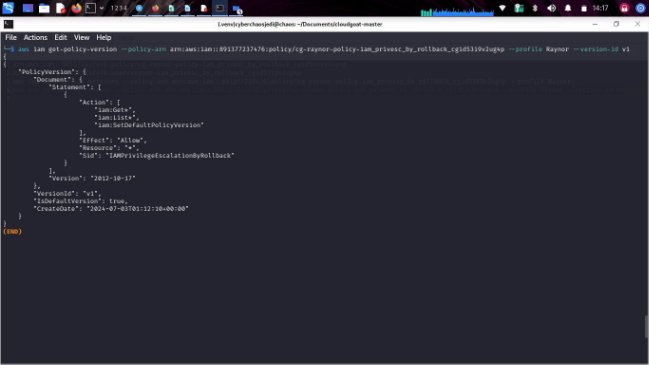 1 2 3 4
14:17
(.venv)cyberchaosjedi@chaos: ~/Documents/cloudgoat-master
File Actions Edit View Help
aws iam get-policy-version --policy-arn arn:aws:iam::891377237476:policy/cg-raynor-policy-iam_privesc_by_rollback_cgid5319v2ug4p --profile Raynor --version-id v1
{
"PolicyVersion": {
"Document": {
"Statement": [
{
"Action": [
"iam:Get*",
"iam:List*",
"iam:SetDefaultPolicyVersion"
],
"Effect": "Allow",
"Resource": "*",
"Sid": "IAMPrivilegeEscalationByRollback"
}
],
"Version": "2012-10-17"
},
"VersionId": "v1",
"IsDefaultVersion": true,
"CreateDate": "2024-07-03T01:12:10+00:00"
}
}
(END)